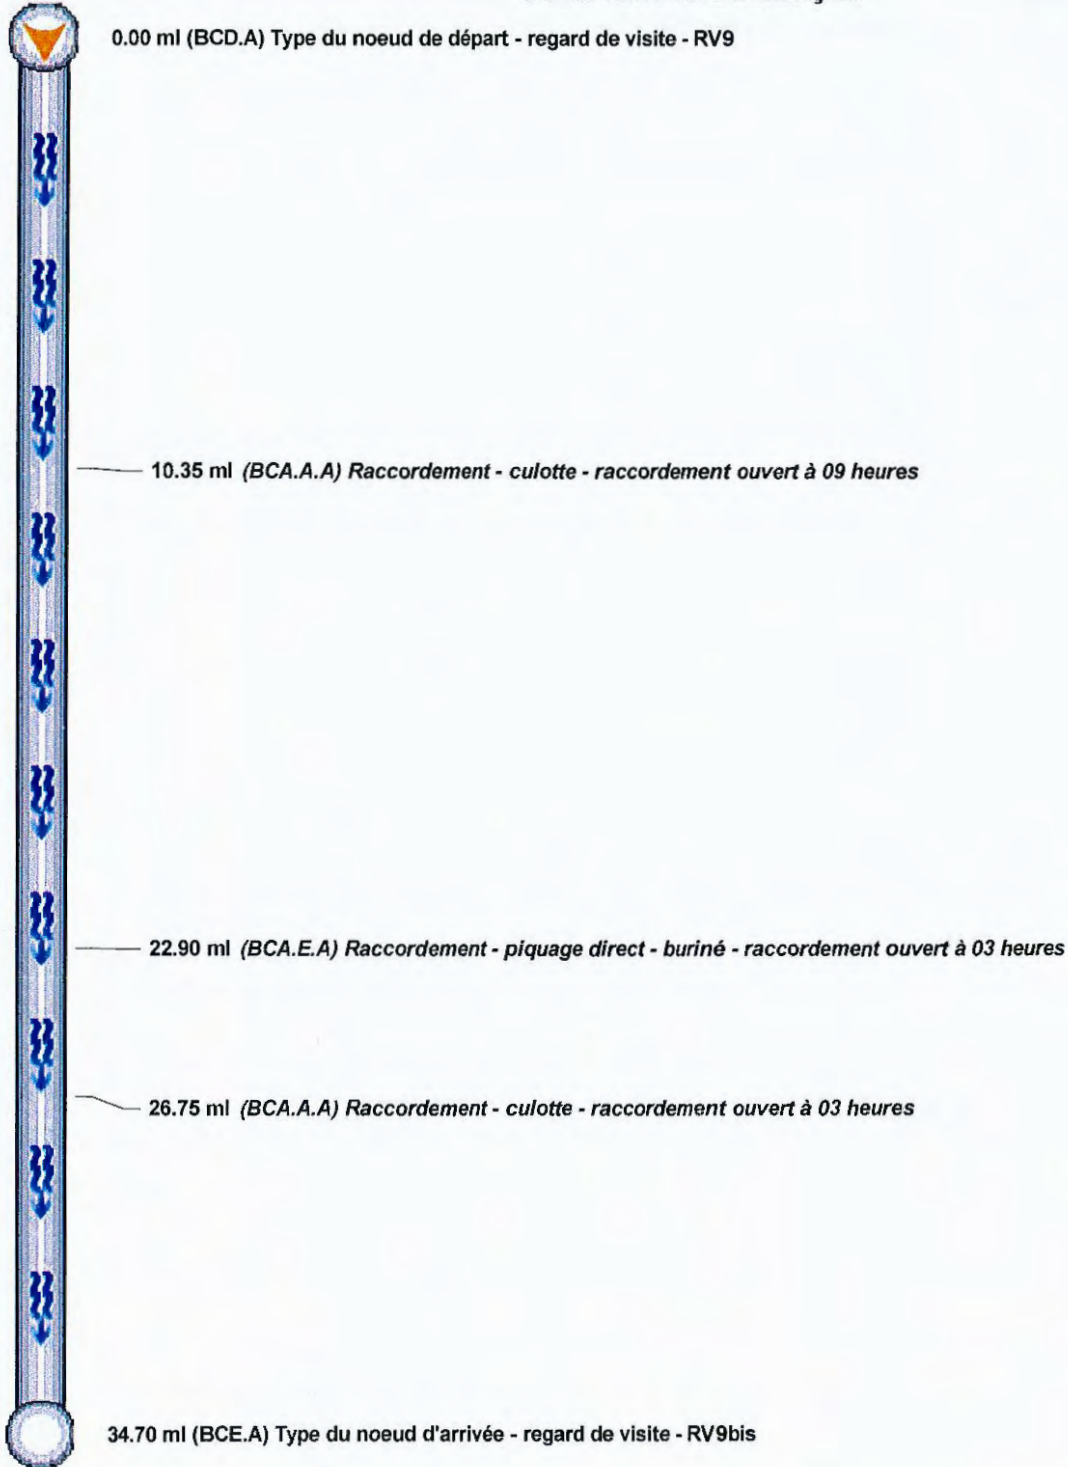 0.00 ml (BCD.A) Type du noeud de départ - regard de visite - RV9
10.35 ml (BCA.A.A) Raccordement - culotte - raccordement ouvert à 09 heures
22.90 ml (BCA.E.A) Raccordement - piquage direct - buriné - raccordement ouvert à 03 heures
26.75 ml (BCA.A.A) Raccordement - culotte - raccordement ouvert à 03 heures
34.70 ml (BCE.A) Type du noeud d'arrivée - regard de visite - RV9bis